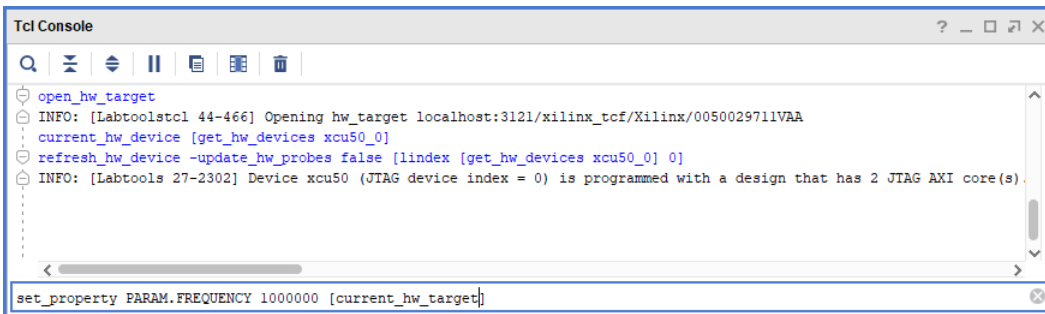 Tcl Console
open_hw_target
INFO: [Labtoolstcl 44-466] Opening hw_target localhost:3121/xilinx_tcf/Xilinx/0050029711VAA
current_hw_device [get_hw_devices xcu50_0]
refresh_hw_device -update_hw_probes false [lindex [get_hw_devices xcu50_0] 0]
INFO: [Labtools 27-2302] Device xcu50 (JTAG device index = 0) is programmed with a design that has 2 JTAG AXI core(s).
set_property PARAM.FREQUENCY 1000000 [current_hw_target]